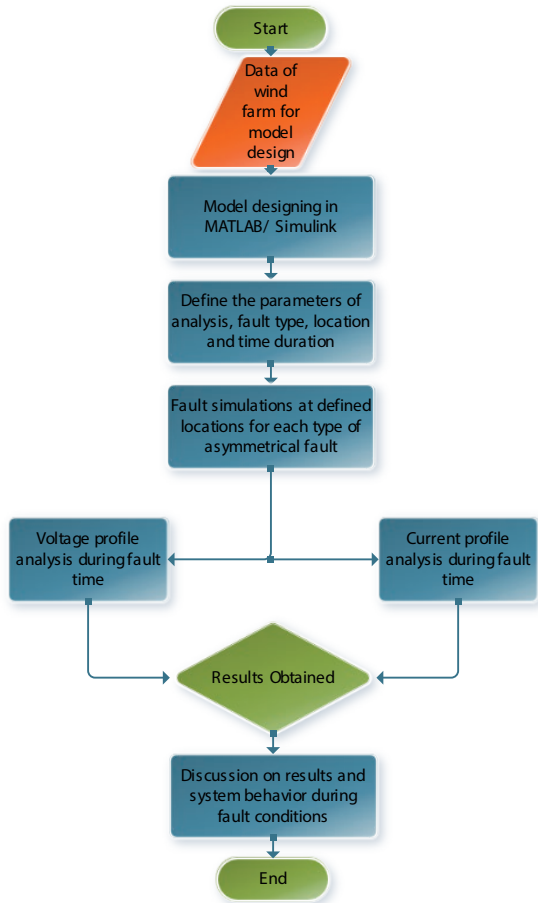 Start
Data of
wind
farm for
model
design
Model designing in
MATLAB/ Simulink
Define the parameters of
analysis, fault type, location
and time duration
Fault simulations at defined
locations for each type of
asymmetrical fault
Voltage profile
analysis during fault
time
Current profile
analysis during fault
time
Results Obtained
Discussion on results and
system behavior during
fault conditions
End